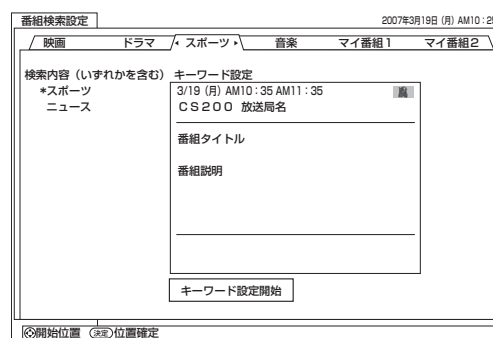 番組検索設定 2007年3月19日 (月) AM10:25
映画 ドラマ スポーツ 音楽 マイ番組1 マイ番組2
検索内容（いずれかを含む） キーワード設定
*スポーツ 3/19 (月) AM10:35 AM11:35
ニュース CS200 放送局名
番組タイトル
番組説明
キーワード設定開始
開始位置 決定 位置確定